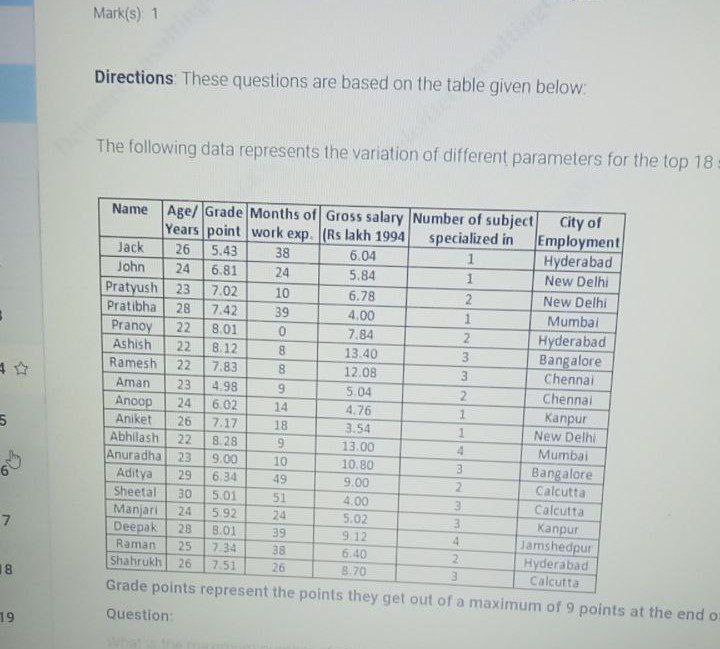 Mark(s): 1
Directions: These questions are based on the table given below:
The following data represents the variation of different parameters for the top 18
Name Age/ Grade Months of Gross salary Number of subject City of
Years point work exp. (Rs lakh 1994 specialized in Employment
Jack 26 5.43 38 6.04 1 Hyderabad
John 24 6.81 24 5.84 1 New Delhi
Pratyush 23 7.02 10 6.78 2 New Delhi
Pratibha 28 7.42 39 4.00 1 Mumbai
Pranoy 22 8.01 0 7.84 2 Hyderabad
Ashish 22 8.12 8 13.40 3 Bangalore
Ramesh 22 7.83 8 12.08 3 Chennai
Aman 23 4.98 9 5.04 2 Chennai
Anoop 24 6.02 14 4.76 1 Kanpur
Aniket 26 7.17 18 3.54 1 New Delhi
Abhilash 22 8.28 9 13.00 4 Mumbai
Anuradha 23 9.00 10 10.80 3 Bangalore
Aditya 29 6.34 49 9.00 2 Calcutta
Sheetal 30 5.01 51 4.00 3 Calcutta
Manjari 24 5.92 24 5.02 3 Kanpur
Deepak 28 8.01 39 9.12 4 Jamshedpur
Raman 25 7.34 38 6.40 2 Hyderabad
Shahrukh 26 7.51 26 8.70 3 Calcutta
Grade points represent the points they get out of a maximum of 9 points at the end
Question:
4
5
6
7
18
19